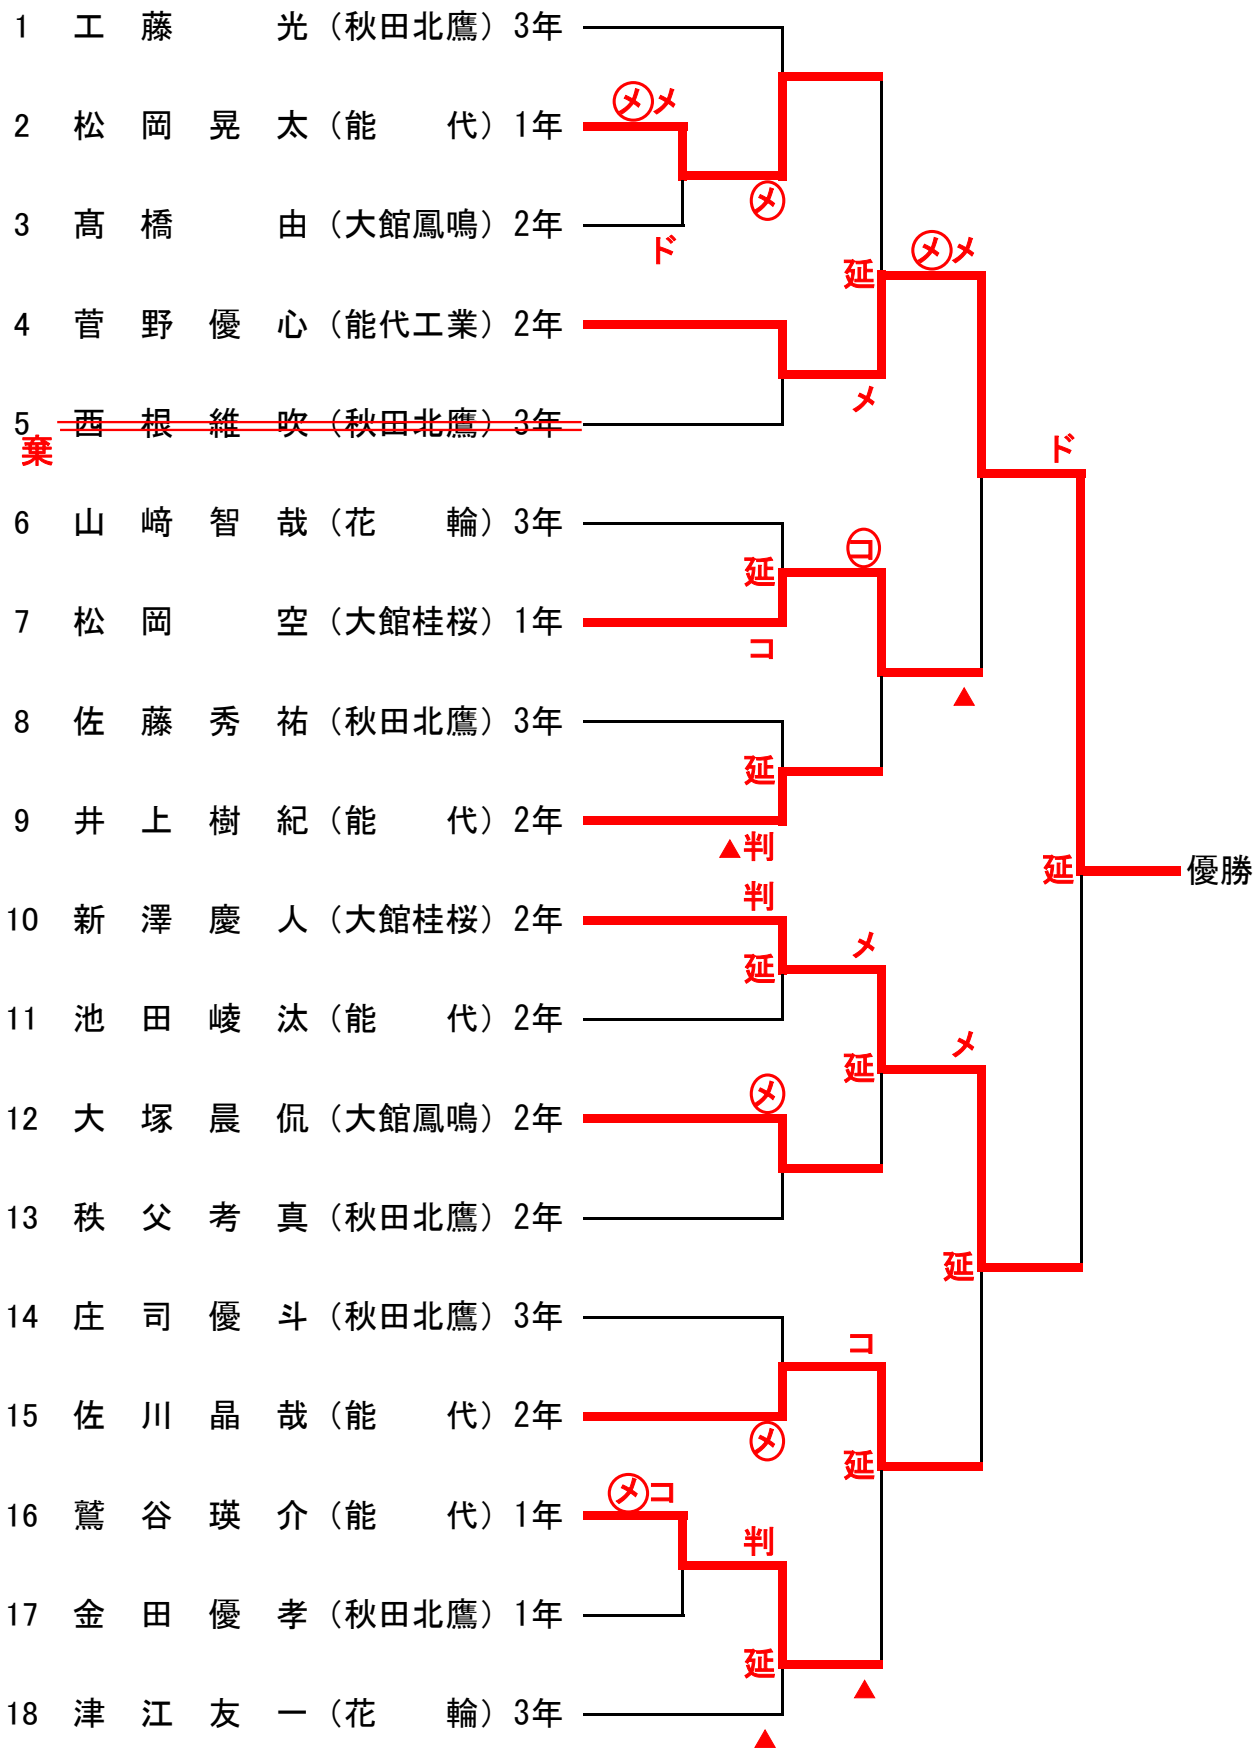 1 工藤 光（秋田北鷹）3年
㋱メ
2 松岡晃太（能 代）1年
㋱
3 髙橋 由（大館鳳鳴）2年
ド
㋱メ
延
4 菅野優心（能代工業）2年
メ
5 西根維吹（秋田北鷹）3年
棄
ド
6 山﨑智哉（花 輪）3年
㋙
延
7 松岡 空（大館桂桜）1年
コ
▲
8 佐藤秀祐（秋田北鷹）3年
延
9 井上樹紀（能 代）2年
▲判
延 優勝
判
10 新澤慶人（大館桂桜）2年
メ
延
11 池田崚汰（能 代）2年
メ
延
㋱
12 大塚晨侃（大館鳳鳴）2年
13 秩父考真（秋田北鷹）2年
延
14 庄司優斗（秋田北鷹）3年
コ
15 佐川晶哉（能 代）2年
㋱
延
㋱コ
16 鷲谷瑛介（能 代）1年
判
17 金田優孝（秋田北鷹）1年
延
▲
18 津江友一（花 輪）3年
▲